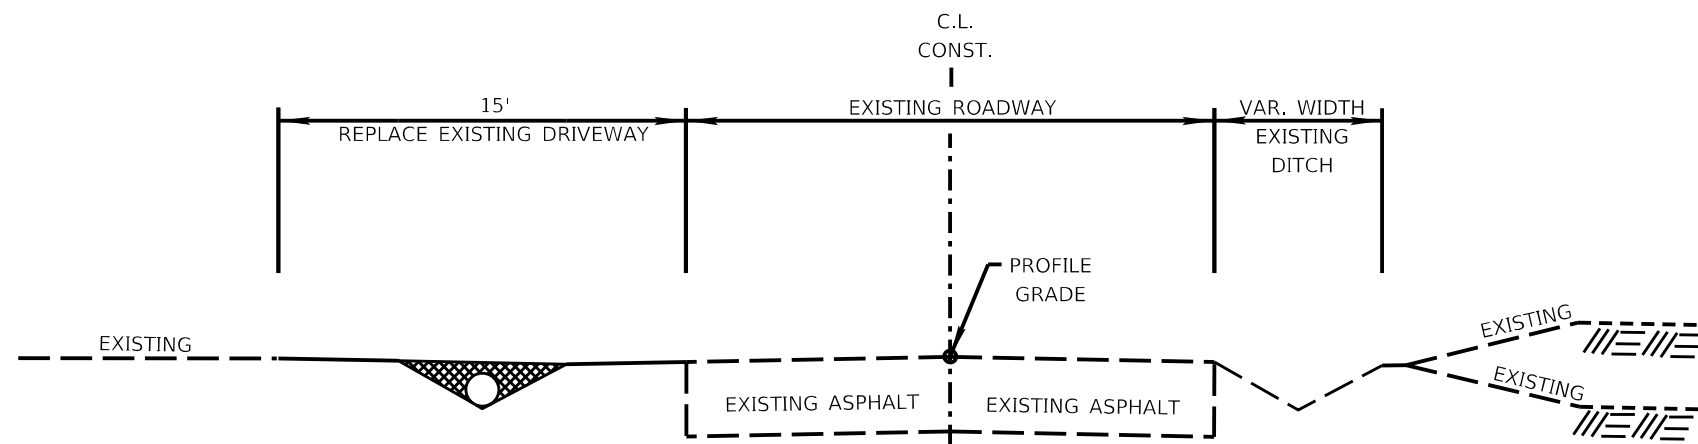 C.L.
CONST.
15'
REPLACE EXISTING DRIVEWAY
EXISTING ROADWAY
VAR. WIDTH
EXISTING
DITCH
PROFILE
GRADE
EXISTING
EXISTING
EXISTING
EXISTING ASPHALT
EXISTING ASPHALT